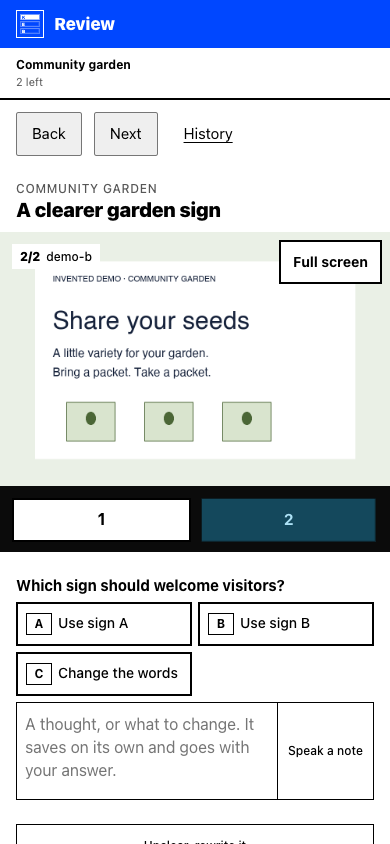 Review
Community garden
2 left
Back
Next
History
COMMUNITY GARDEN
A clearer garden sign
2/2 demo-b
Full screen
INVENTED DEMO · COMMUNITY GARDEN
Share your seeds
A little variety for your garden.
Bring a packet. Take a packet.
1
2
Which sign should welcome visitors?
A Use sign A
B Use sign B
C Change the words
A thought, or what to change. It
saves on its own and goes with
your answer.
Speak a note
Unclear, rewrite it